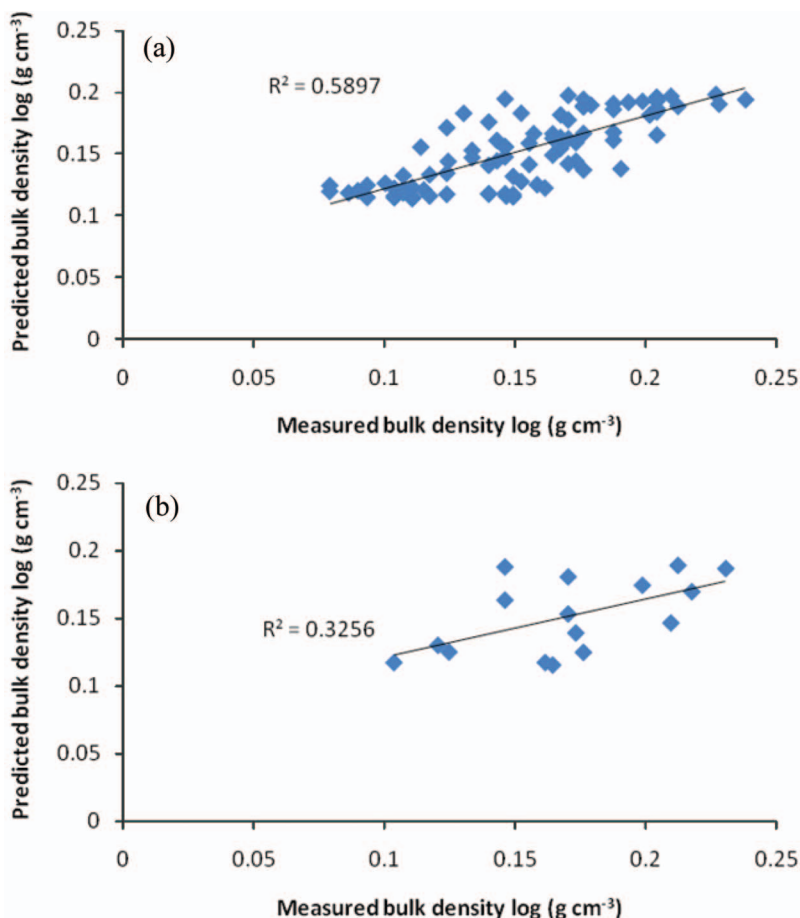 (a)
R² = 0.5897
Predicted bulk density log (g cm⁻³)
0.25
0.2
0.15
0.1
0.05
0
0 0.05 0.1 0.15 0.2 0.25
Measured bulk density log (g cm⁻³)
(b)
R² = 0.3256
Predicted bulk density log (g cm⁻³)
0.25
0.2
0.15
0.1
0.05
0
0 0.05 0.1 0.15 0.2 0.25
Measured bulk density log (g cm⁻³)